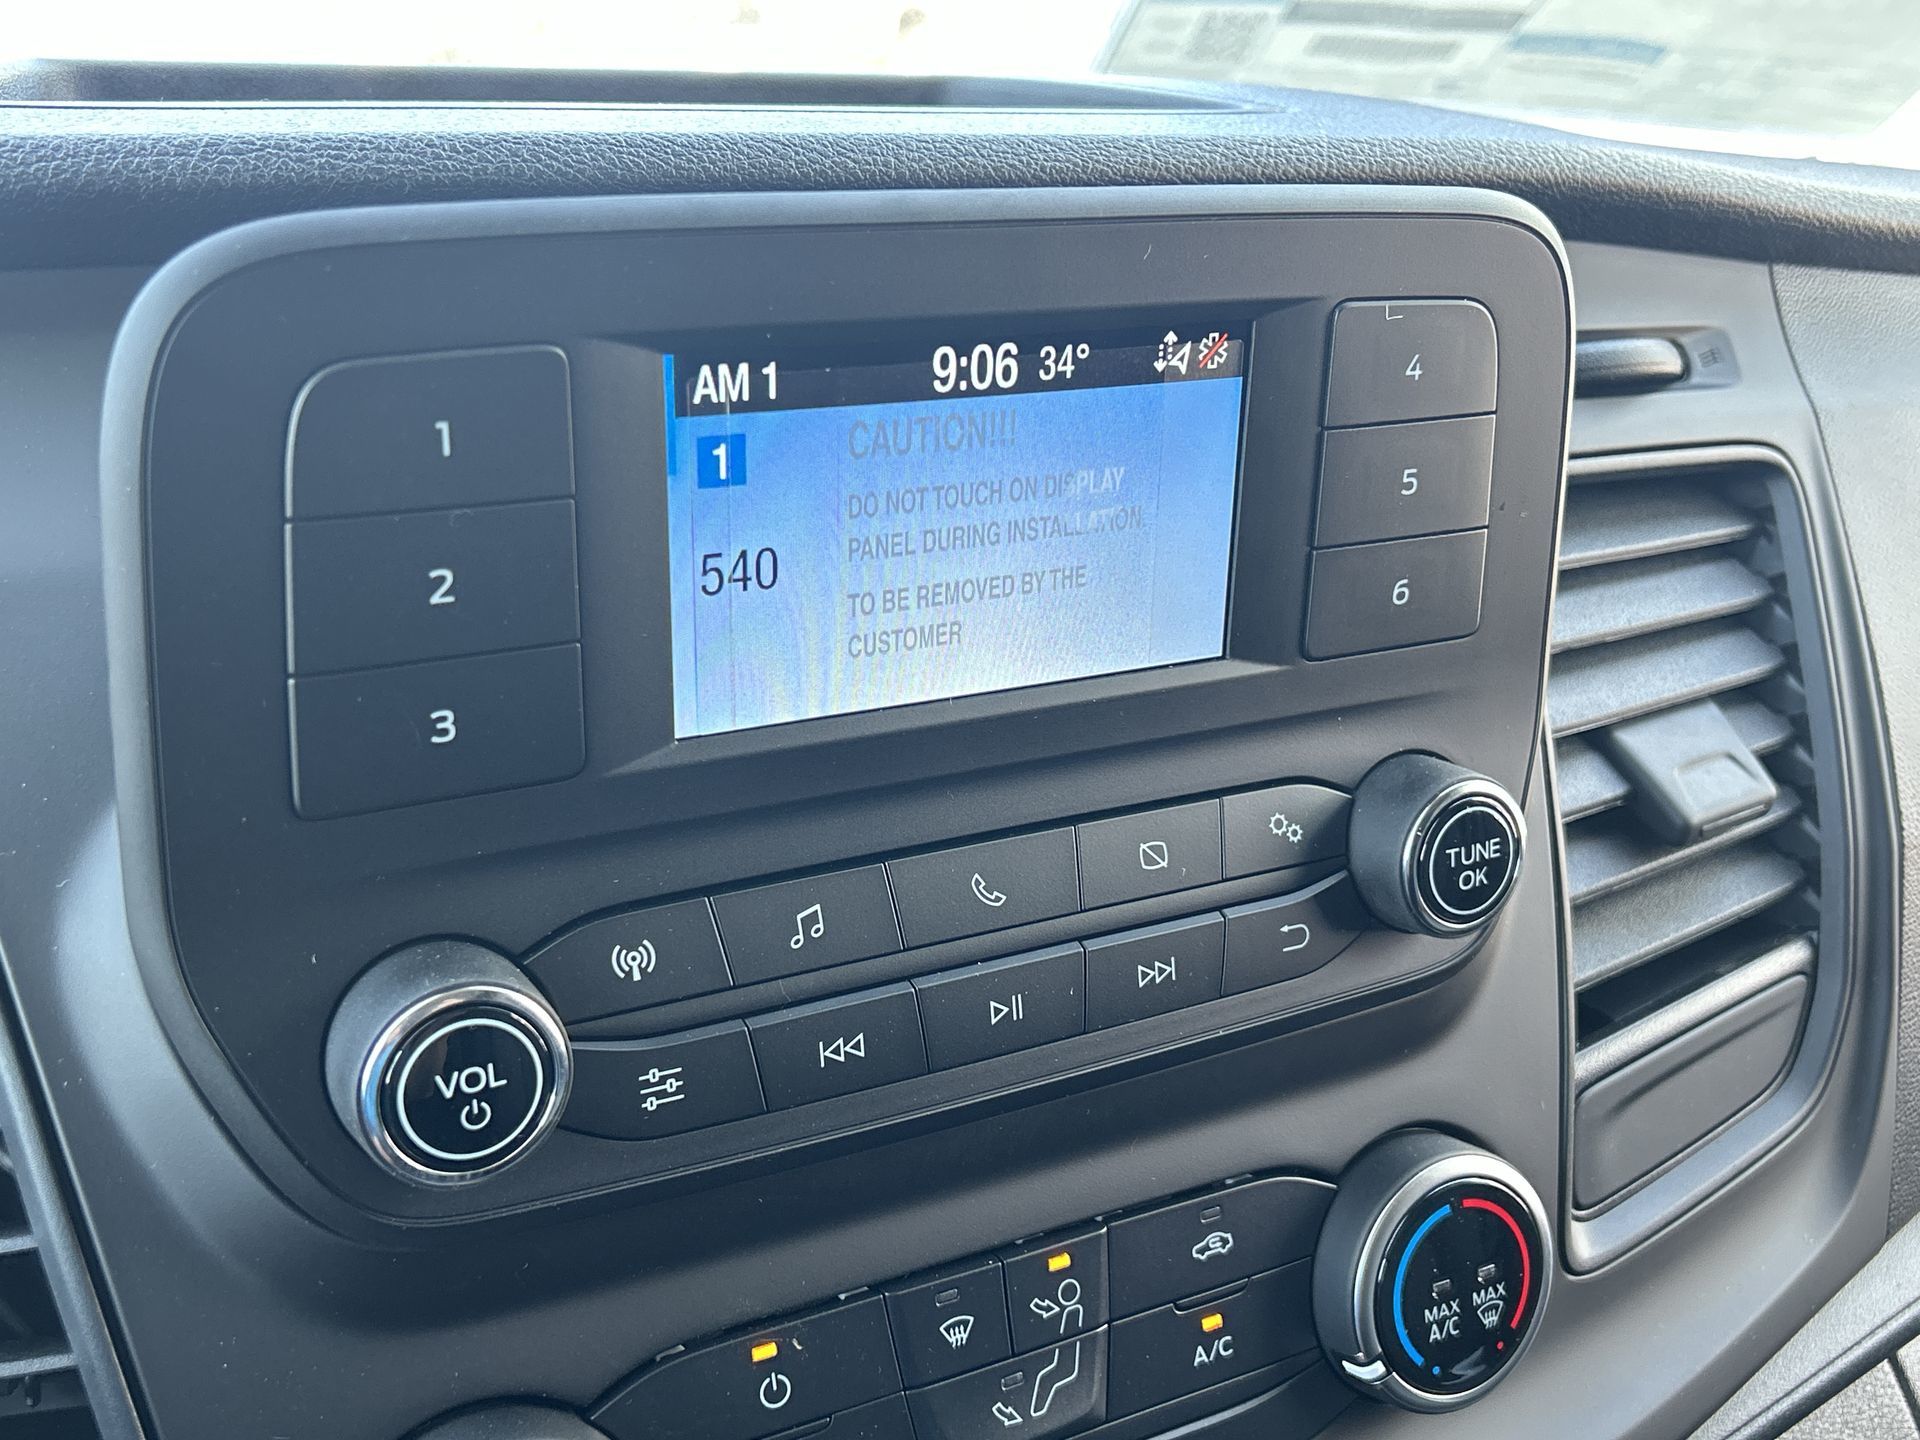 AM 1 9:06 34°
1
540
CAUTION!!!
DO NOT TOUCH ON DISPLAY
PANEL DURING INSTALLATION.
TO BE REMOVED BY THE
CUSTOMER
1
2
3
4
5
6
TUNE
OK
VOL
MAX
A/C
MAX
A/C